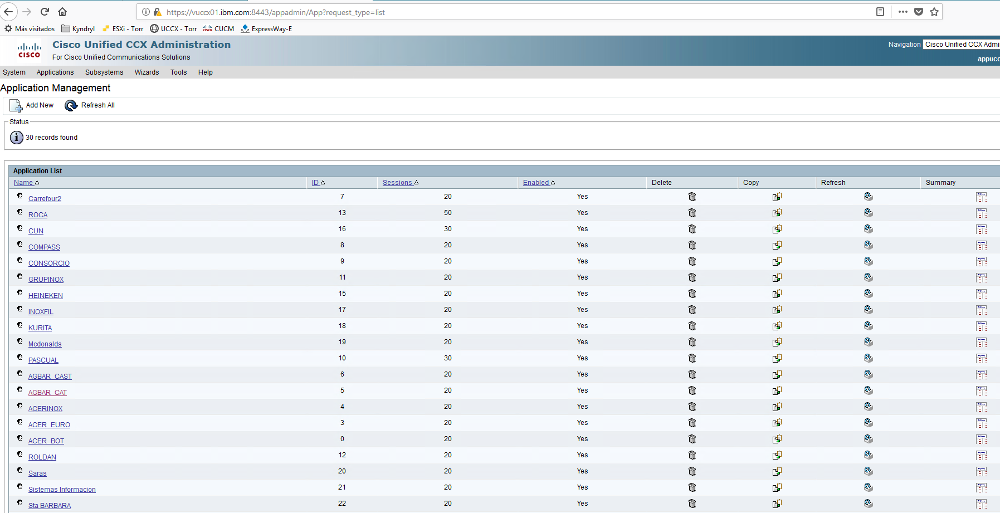 https://vuccx01.ibm.com:8443/appadmin/App?request_type=list
Más visitados Kyndryl ESXi - Torr UCCX - Torr CUCM ExpressWay-E
cisco
Cisco Unified CCX Administration
For Cisco Unified Communications Solutions
Navigation Cisco Unified CCX Admi
appucc
System Applications Subsystems Wizards Tools Help
Application Management
Add New Refresh All
Status
30 records found
Application List
Name ID Sessions Enabled Delete Copy Refresh Summary
Carrefour2 7 20 Yes
ROCA 13 50 Yes
CUN 16 30 Yes
COMPASS 8 20 Yes
CONSORCIO 9 20 Yes
GRUPINOX 11 20 Yes
HEINEKEN 15 20 Yes
INOXFIL 17 20 Yes
KURITA 18 20 Yes
Mcdonalds 19 20 Yes
PASCUAL 10 30 Yes
AGBAR_CAST 6 20 Yes
AGBAR_CAT 5 20 Yes
ACERINOX 4 20 Yes
ACER_EURO 3 20 Yes
ACER_BOT 0 20 Yes
ROLDAN 12 20 Yes
Saras 20 20 Yes
Sistemas Informacion 21 20 Yes
Sta BARBARA 22 20 Yes